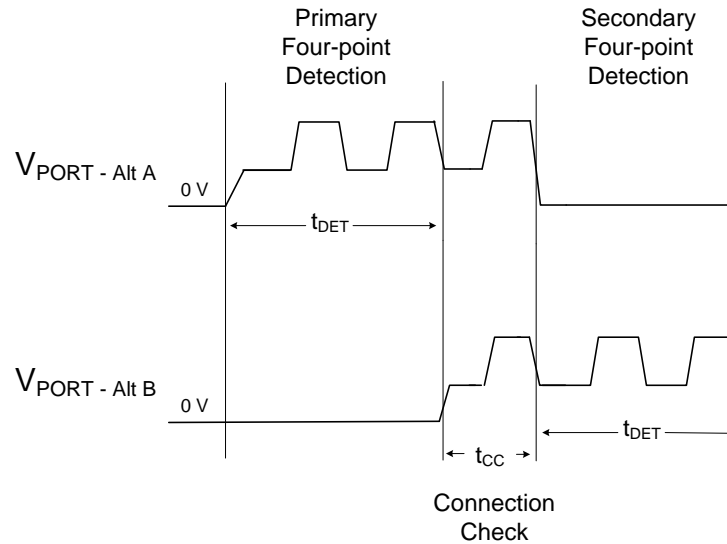 Primary
Four-point
Detection
Secondary
Four-point
Detection
VPORT - Alt A
0 V
tDET
VPORT - Alt B
0 V
tDET
tCC
Connection
Check